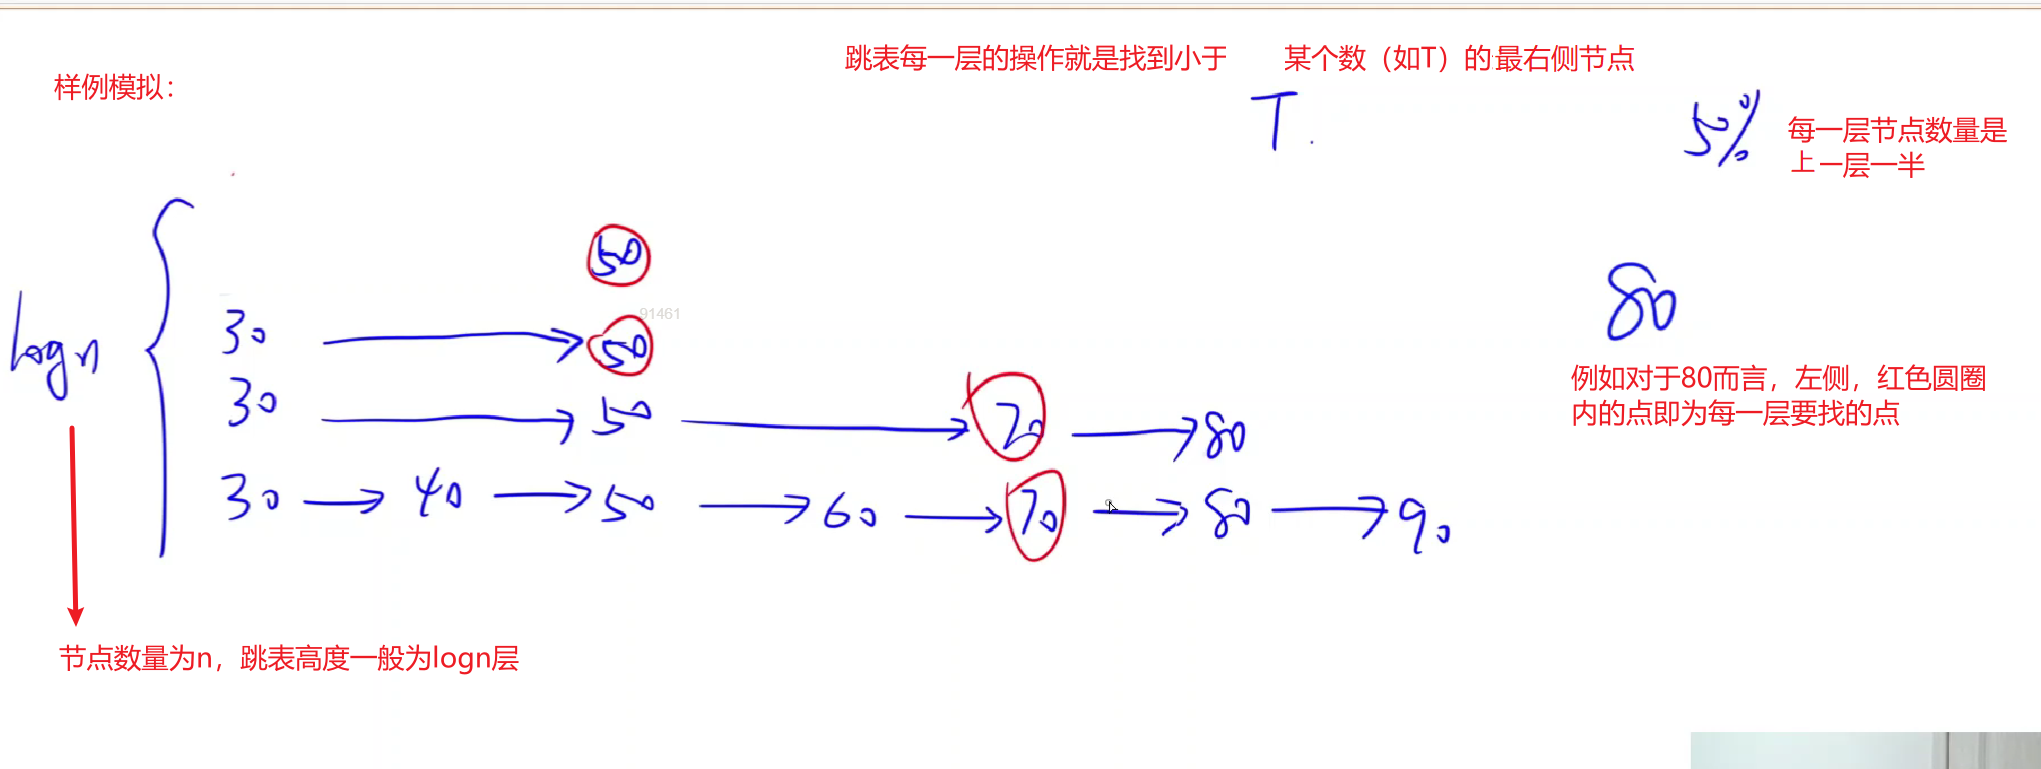 跳表每一层的操作就是找到小于 某个数（如T）的最右侧节点
样例模拟：
T.
50%
每一层节点数量是
上一层一半
50
91461
30 → 50
80
logn
30 → 50 → 70 → 80
例如对于80而言，左侧，红色圆圈
内的点即为每一层要找的点
30 → 40 → 50 → 60 → 70 → 80 → 90
节点数量为n，跳表高度一般为logn层